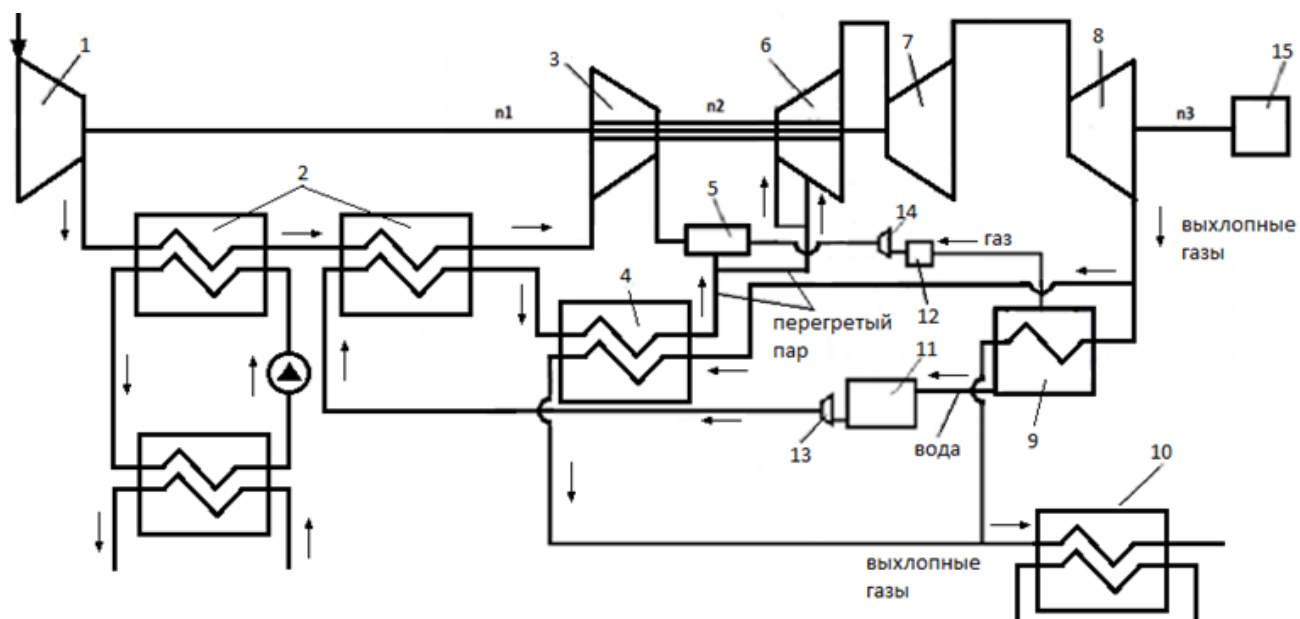 1
3
6
7
8
15
n1
n2
n3
2
5
14
газ
выхлопные
газы
4
12
перегретый
пар
11
9
13
вода
10
выхлопные
газы